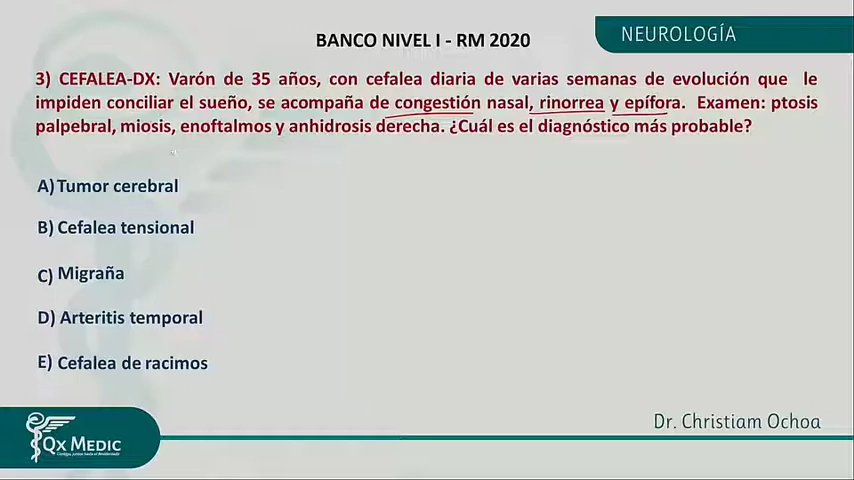 BANCO NIVEL I - RM 2020
NEUROLOGÍA
3) CEFALEA-DX: Varón de 35 años, con cefalea diaria de varias semanas de evolución que le
impiden conciliar el sueño, se acompaña de congestión nasal, rinorrea y epífora. Examen: ptosis
palpebral, miosis, enoftalmos y anhidrosis derecha. ¿Cuál es el diagnóstico más probable?
A) Tumor cerebral
B) Cefalea tensional
C) Migraña
D) Arteritis temporal
E) Cefalea de racimos
Dr. Christiam Ochoa
QX MEDIC